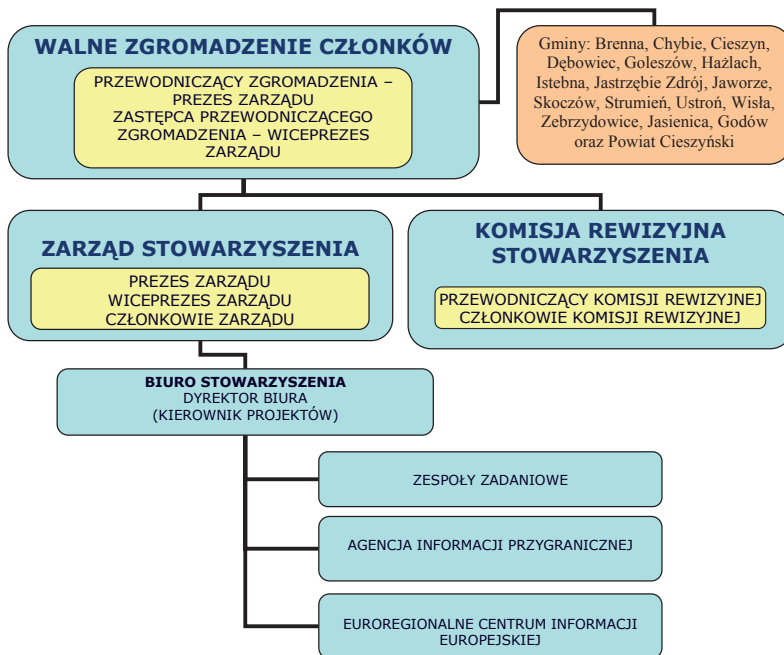 WALNE ZGROMADZENIE CZŁONKÓW
PRZEWODNICZĄCY ZGROMADZENIA –
PREZES ZARZĄDU
ZASTĘPCA PRZEWODNICZĄCEGO
ZGROMADZENIA – WICEPREZES
ZARZĄDU
Gminy: Brenna, Chybie, Cieszyn,
Dębowiec, Goleszów, Hażlach,
Istebna, Jastrzębie Zdrój, Jaworze,
Skoczów, Strumień, Ustroń, Wisła,
Zebrzydowice, Jasienica, Godów
oraz Powiat Cieszyński
ZARZĄD STOWARZYSZENIA
PREZES ZARZĄDU
WICEPREZES ZARZĄDU
CZŁONKOWIE ZARZĄDU
KOMISJA REWIZYJNA
STOWARZYSZENIA
PRZEWODNICZĄCY KOMISJI REWIZYJNEJ
CZŁONKOWIE KOMISJI REWIZYJNEJ
BIURO STOWARZYSZENIA
DYREKTOR BIURA
(KIEROWNIK PROJEKTÓW)
ZESPOŁY ZADANIOWE
AGENCJA INFORMACJI PRZYGRANICZNEJ
EUROREGIONALNE CENTRUM INFORMACJI
EUROPEJSKIEJ